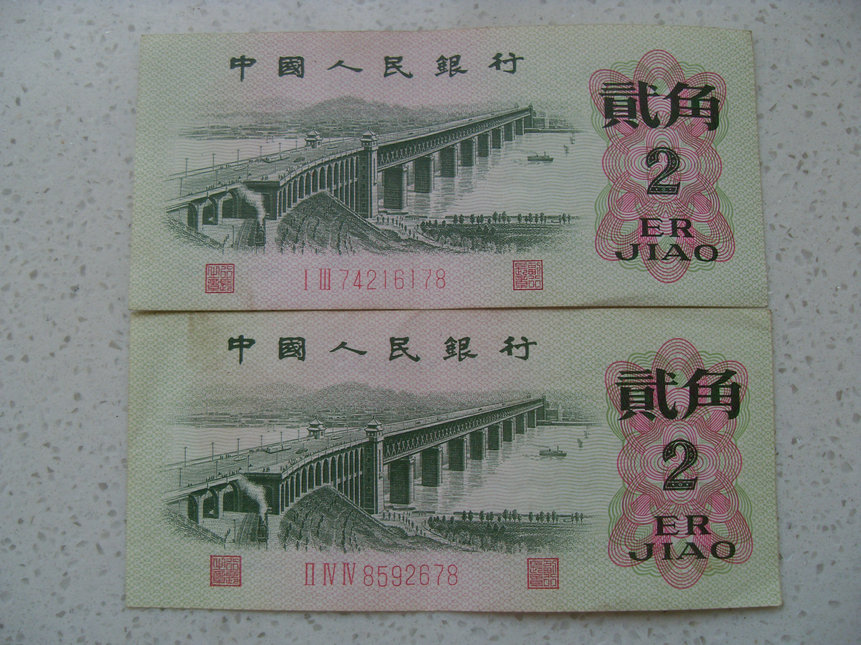 中國人民銀行
貳角
2
ER
JIAO
I III 74216178
中國人民銀行
貳角
2
ER
JIAO
II IV IV 8592678